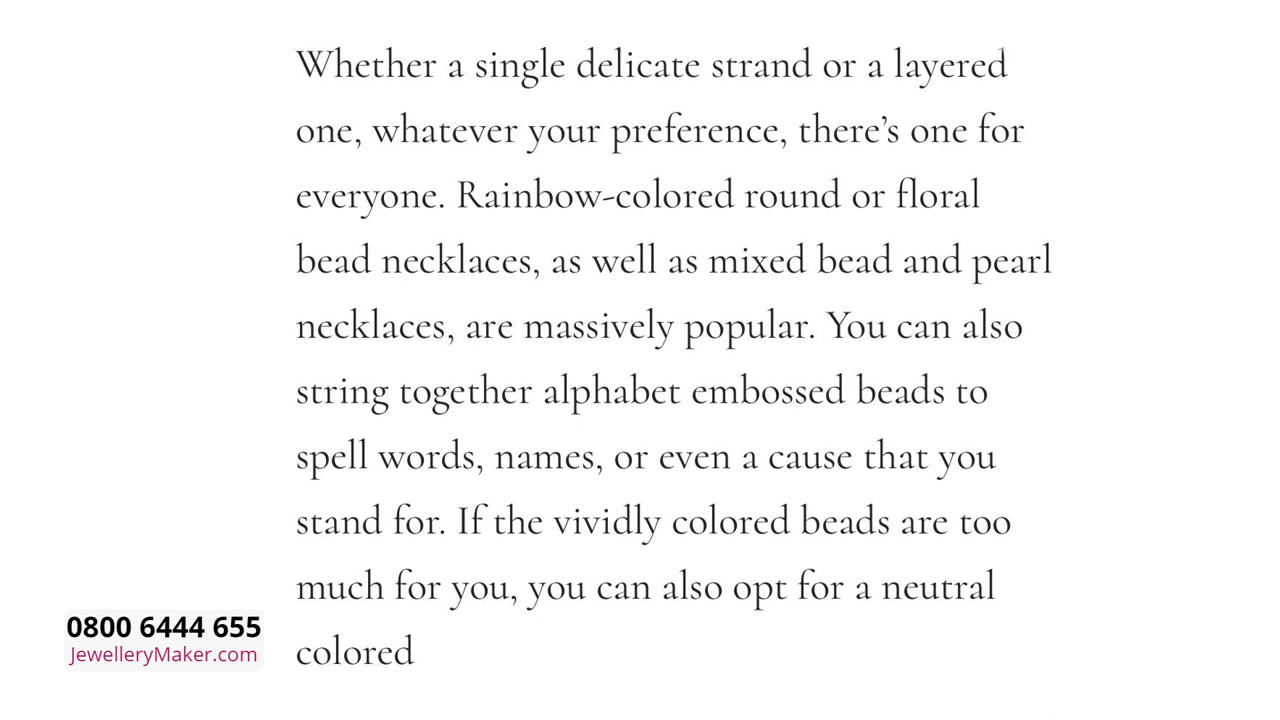 Whether a single delicate strand or a layered
one, whatever your preference, there’s one for
everyone. Rainbow-colored round or floral
bead necklaces, as well as mixed bead and pearl
necklaces, are massively popular. You can also
string together alphabet embossed beads to
spell words, names, or even a cause that you
stand for. If the vividly colored beads are too
much for you, you can also opt for a neutral
colored
0800 6444 655
JewelleryMaker.com